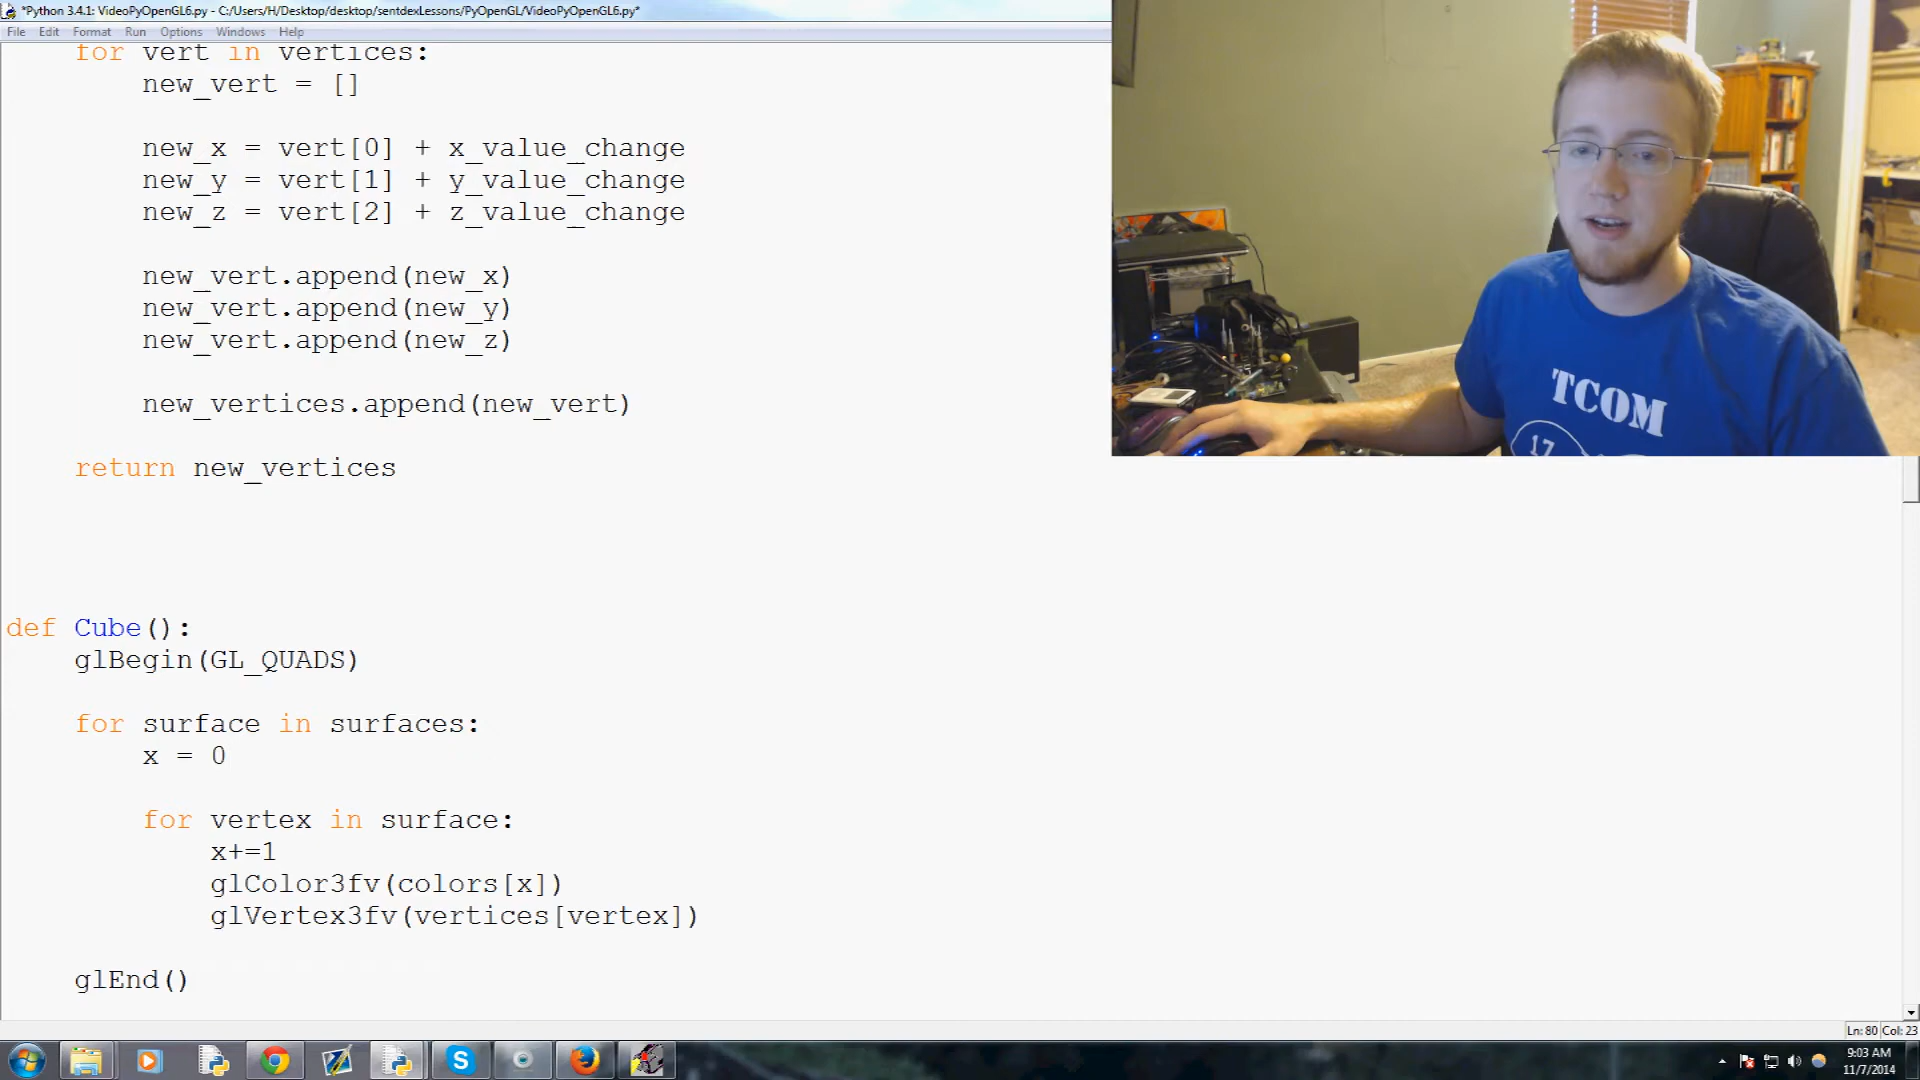 *Python 3.4.1: VideoPyOpenGL6.py - C:/Users/H/Desktop/desktop/sentdexLessons/PyOpenGL/VideoPyOpenGL6.py*
File Edit Format Run Options Windows Help
for vert in vertices:
new_vert = []
new_x = vert[0] + x_value_change
new_y = vert[1] + y_value_change
new_z = vert[2] + z_value_change
new_vert.append(new_x)
new_vert.append(new_y)
new_vert.append(new_z)
new_vertices.append(new_vert)
return new_vertices
TCOM
17
def Cube():
glBegin(GL_QUADS)
for surface in surfaces:
x = 0
for vertex in surface:
x+=1
glColor3fv(colors[x])
glVertex3fv(vertices[vertex])
glEnd()
Ln: 80 Col: 23
9:03 AM
11/7/2014